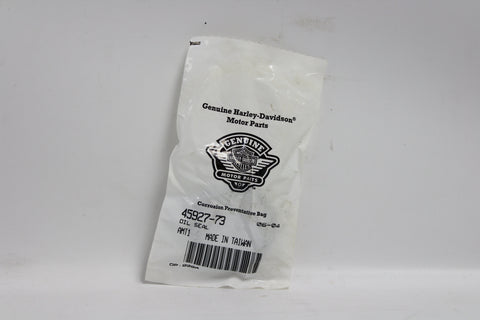 Genuine Harley-Davidson®
Motor Parts
GENUINE
MOTOR PARTS
Corrosion Preventative Bag
45927-73 06-04
OIL SEAL
AMT1 MADE IN TAIWAN